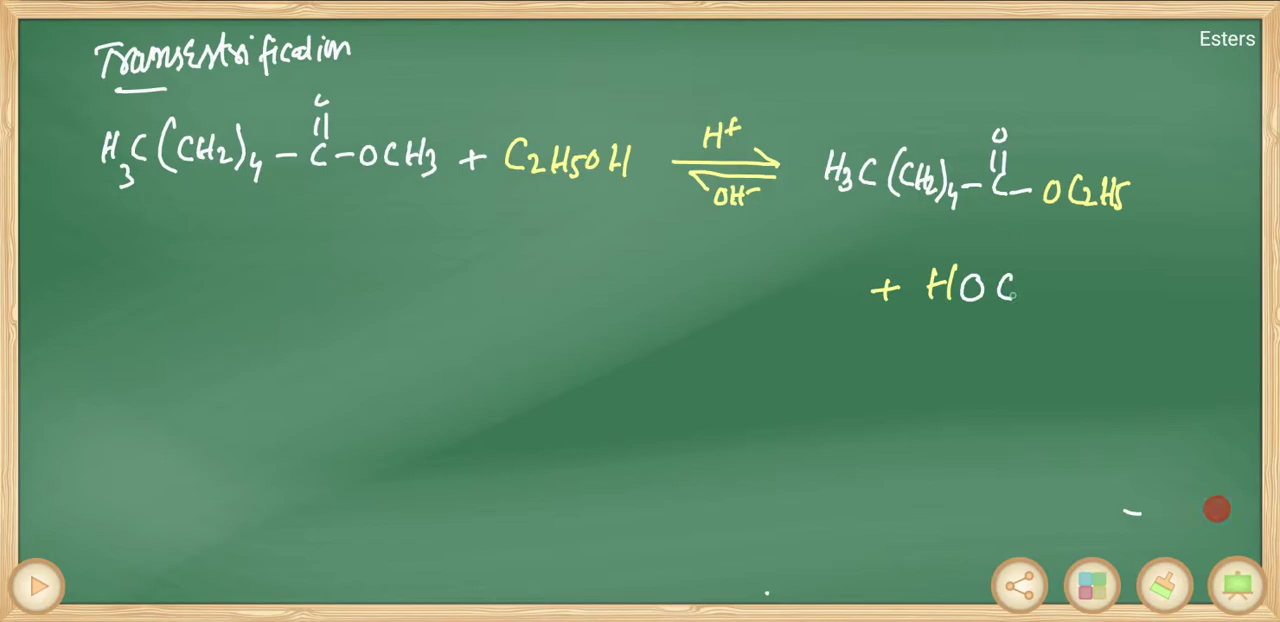 Esters
Transestrification
H3C(CH2)4-C-OCH3 + C2H5OH H+ OH- H3C(CH2)4-C-OC2H5
O
+ HOC